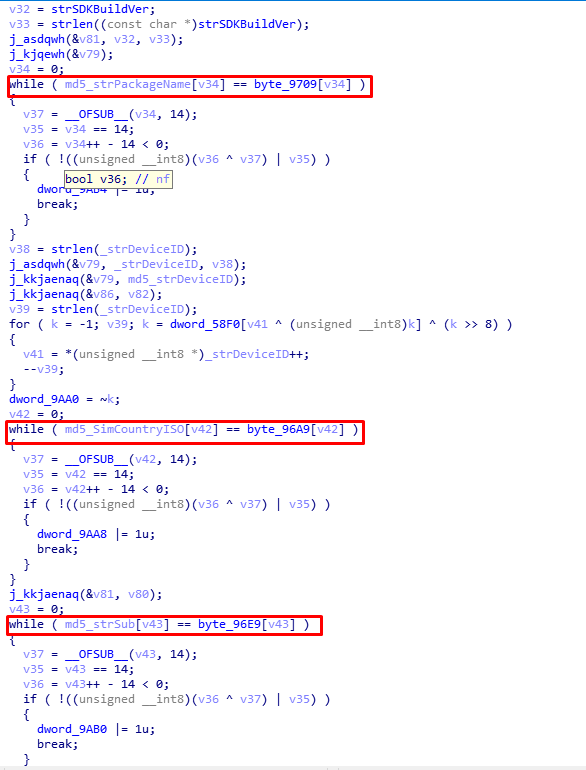 v32 = strSDKBuildVer;
v33 = strlen((const char *)strSDKBuildVer);
j_asdqwh(&v81, v32, v33);
j_kjqewh(&v79);
v34 = 0;
while ( md5_strPackageName[v34] == byte_9709[v34] )
{
v37 = __OFSUB__(v34, 14);
v35 = v34 == 14;
v36 = v34++ - 14 < 0;
if ( !((unsigned __int8)(v36 ^ v37) | v35) )
{
bool v36; // nf
dword_9AB4 |= 1u;
break;
}
}
v38 = strlen(_strDeviceID);
j_asdqwh(&v79, _strDeviceID, v38);
j_kkjaenaq(&v79, md5_strDeviceID);
j_kkjaenaq(&v86, v82);
v39 = strlen(_strDeviceID);
for ( k = -1; v39; k = dword_58F0[v41 ^ (unsigned __int8)k] ^ (k >> 8) )
{
v41 = *(unsigned __int8 *)_strDeviceID++;
--v39;
}
dword_9AA0 = ~k;
v42 = 0;
while ( md5_SimCountryISO[v42] == byte_96A9[v42] )
{
v37 = __OFSUB__(v42, 14);
v35 = v42 == 14;
v36 = v42++ - 14 < 0;
if ( !((unsigned __int8)(v36 ^ v37) | v35) )
{
dword_9AA8 |= 1u;
break;
}
}
j_kkjaenaq(&v81, v80);
v43 = 0;
while ( md5_strSub[v43] == byte_96E9[v43] )
{
v37 = __OFSUB__(v43, 14);
v35 = v43 == 14;
v36 = v43++ - 14 < 0;
if ( !((unsigned __int8)(v36 ^ v37) | v35) )
{
dword_9AB0 |= 1u;
break;
}